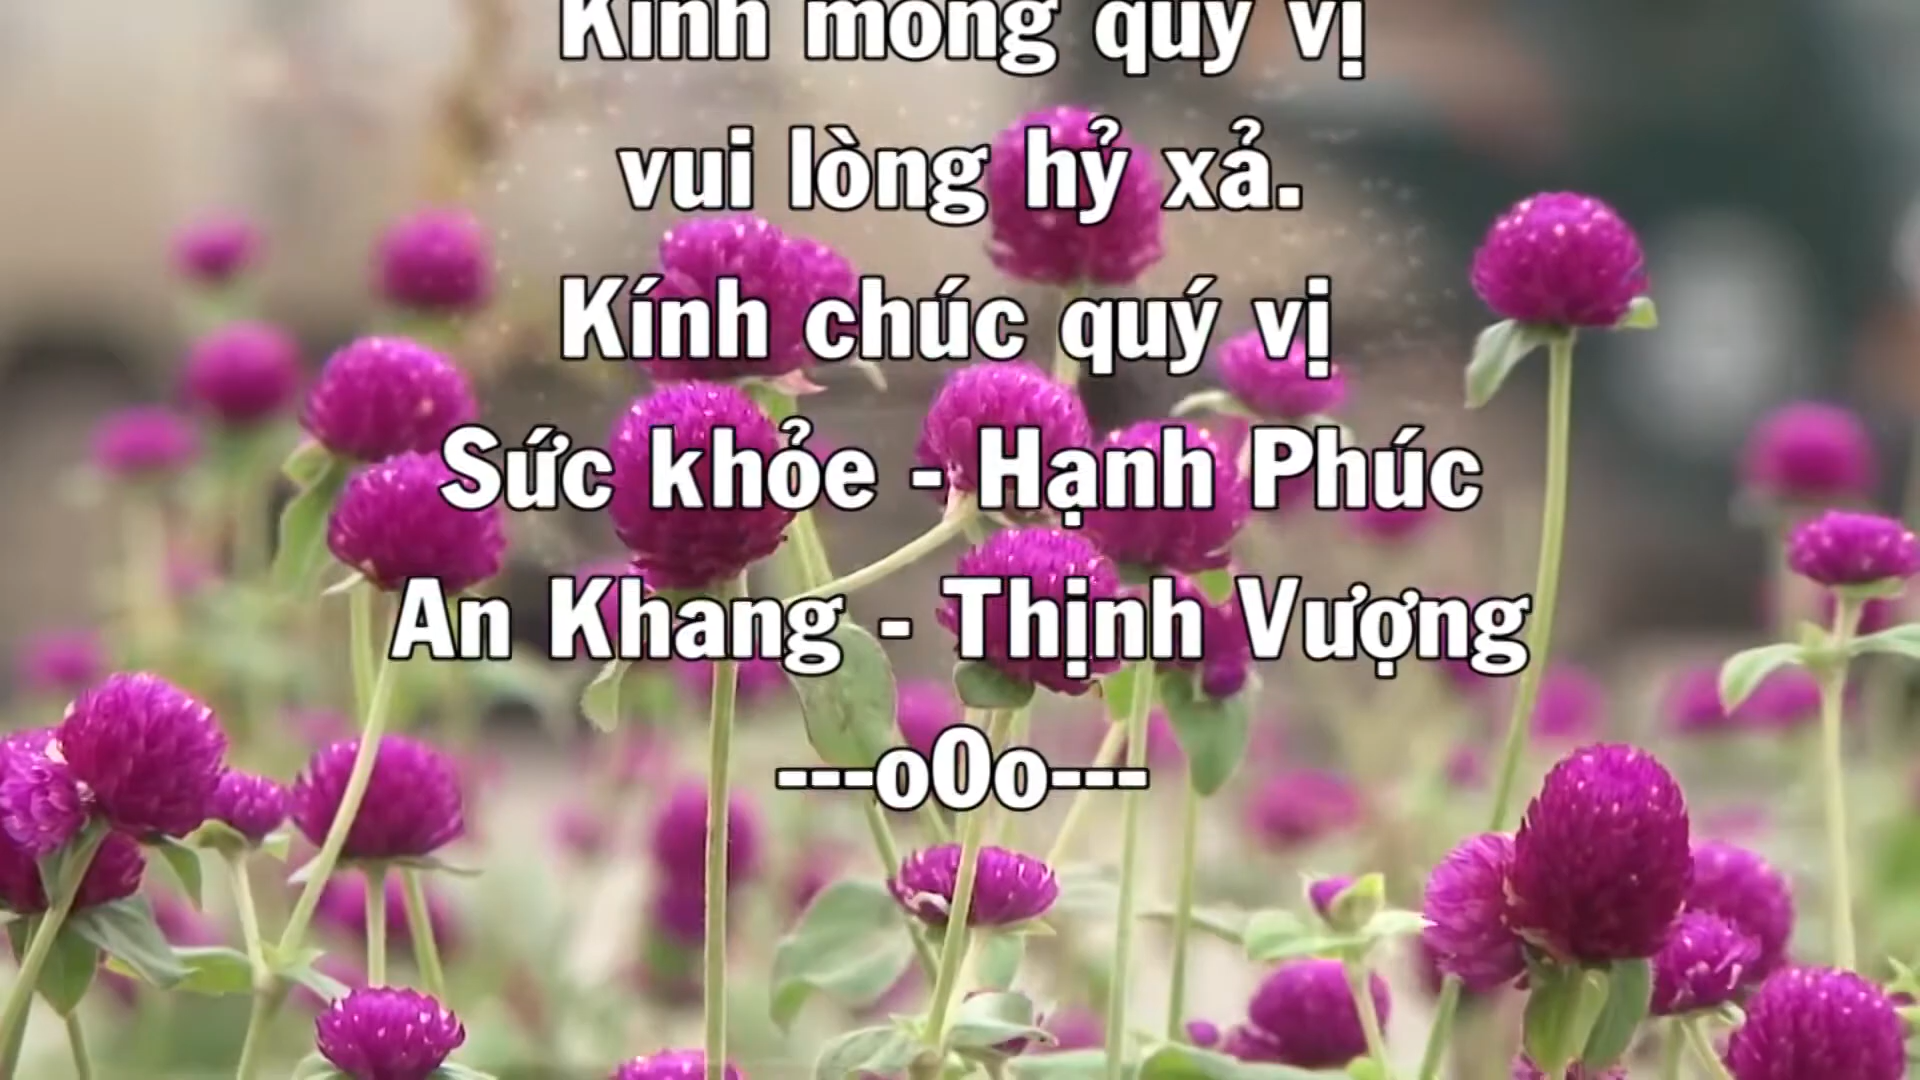 Kính mong quý vị
vui lòng hỷ xả.
Kính chúc quý vị
Sức khỏe - Hạnh Phúc
An Khang - Thịnh Vượng
---o0o---